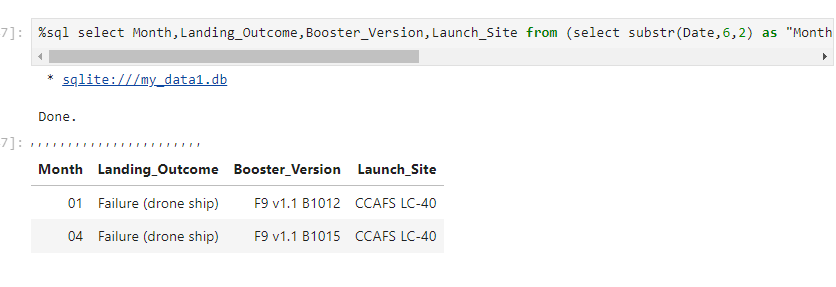 7]: %sql select Month,Landing_Outcome,Booster_Version,Launch_Site from (select substr(Date,6,2) as "Month
* sqlite:///my_data1.db
Done.
7]: , , , , , , , , , , , , , , , , , , , , , , ,
Month Landing_Outcome Booster_Version Launch_Site
01 Failure (drone ship) F9 v1.1 B1012 CCAFS LC-40
04 Failure (drone ship) F9 v1.1 B1015 CCAFS LC-40